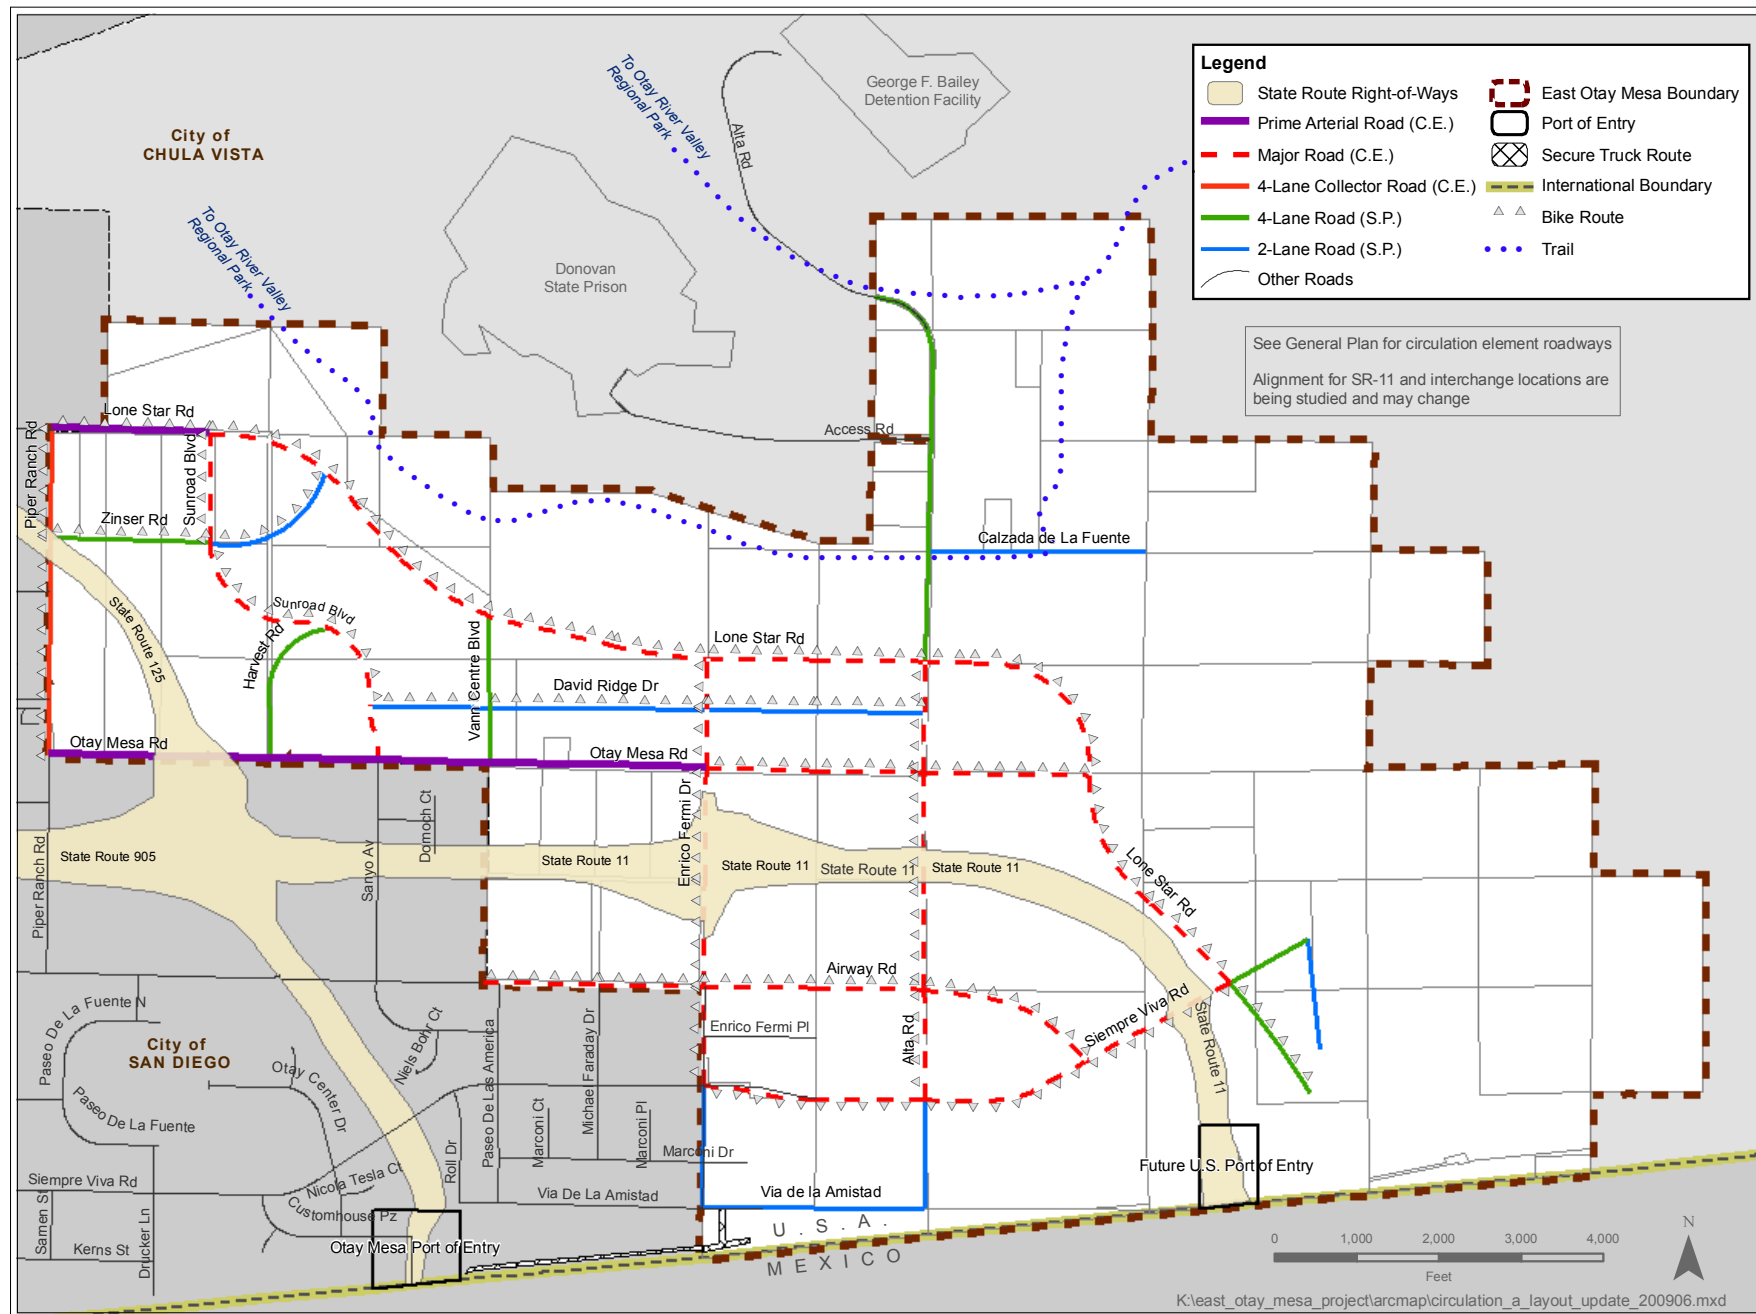 Legend
State Route Right-of-Ways
Prime Arterial Road (C.E.)
Major Road (C.E.)
4-Lane Collector Road (C.E.)
4-Lane Road (S.P.)
2-Lane Road (S.P.)
Other Roads
East Otay Mesa Boundary
Port of Entry
Secure Truck Route
International Boundary
Bike Route
Trail
See General Plan for circulation element roadways
Alignment for SR-11 and interchange locations are
being studied and may change
City of
CHULA VISTA
To Otay River Valley
Regional Park
To Otay River Valley
Regional Park
George F. Bailey
Detention Facility
Alta Rd
Donovan
State Prison
Access Rd
Lone Star Rd
Piper Ranch Rd
Sunroad Blvd
Zinser Rd
Calzada de La Fuente
State Route 125
Sunroad Blvd
Harvest Rd
Vann Centre Blvd
Lone Star Rd
David Ridge Dr
Otay Mesa Rd
Otay Mesa Rd
Enrico Fermi Dr
Dornoch Ct
Sanyo Av
Piper Ranch Rd
State Route 905
State Route 11
State Route 11
State Route 11
State Route 11
Lone Star Rd
Airway Rd
Siempre Viva Rd
State Route 11
Alta Rd
Enrico Fermi Pl
Paseo De La Fuente N
Paseo De La Fuente
City of
SAN DIEGO
Niels Bohr Ct
Otay Center Dr
Paseo De Las America
Michael Faraday Dr
Marconi Ct
Marconi Pl
Marconi Dr
Roll Dr
Nicola Tesla Ct
Siempre Viva Rd
Customhouse Pz
Via De La Amistad
Via de la Amistad
Samen St
Kerns St
Drucker Ln
Otay Mesa Port of Entry
Future U.S. Port of Entry
U. S. A.
MEXICO
N
0 1,000 2,000 3,000 4,000
Feet
K:\east_otay_mesa_project\arcmap\circulation_a_layout_update_200906.mxd